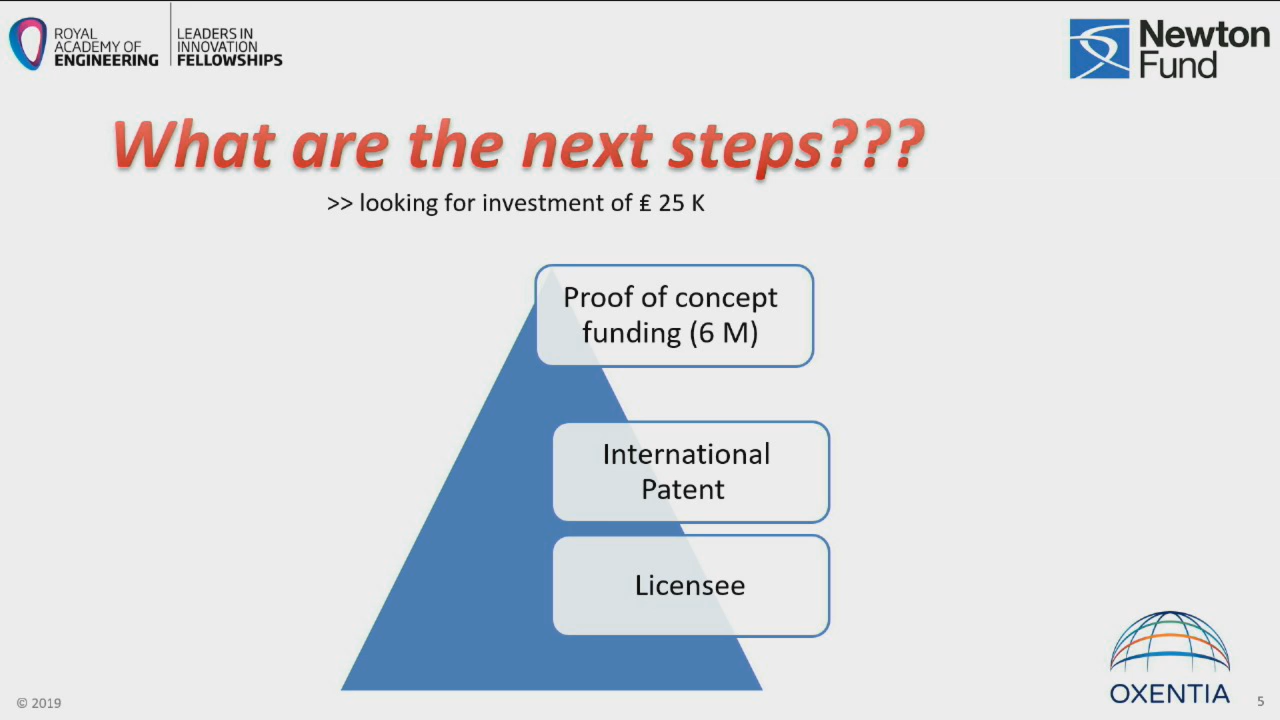 ROYAL
ACADEMY OF
ENGINEERING
LEADERS IN
INNOVATION
FELLOWSHIPS
Newton
Fund
What are the next steps???
>> looking for investment of ₤ 25 K
Proof of concept
funding (6 M)
International
Patent
Licensee
OXENTIA
© 2019
5